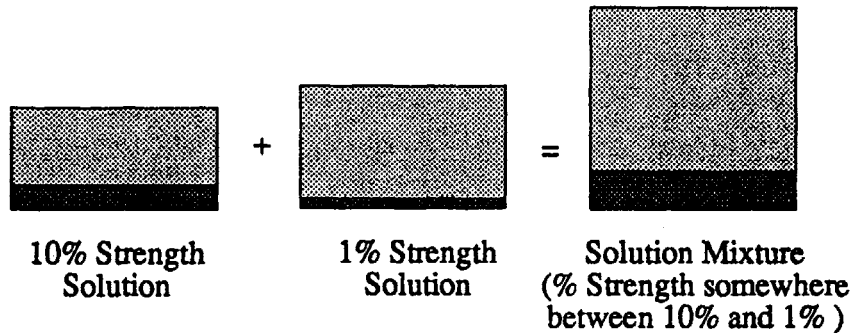 +
=
10% Strength
Solution
1% Strength
Solution
Solution Mixture
(% Strength somewhere
between 10% and 1% )